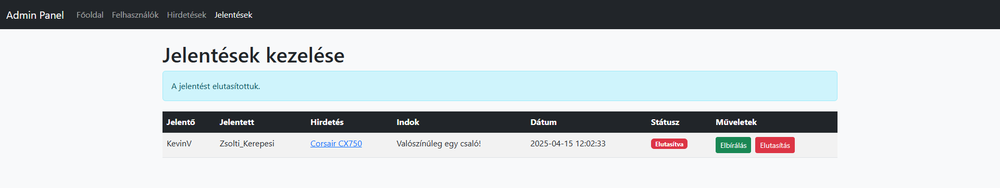 Admin Panel Főoldal Felhasználók Hirdetések Jelentések
Jelentések kezelése
A jelentést elutasítottuk.
Jelentő Jelentett Hirdetés Indok Dátum Státusz Műveletek
KevinV Zsolti_Kerepesi Corsair CX750 Valószínűleg egy csaló! 2025-04-15 12:02:33 Elutasítva Elbírálás Elutasítás